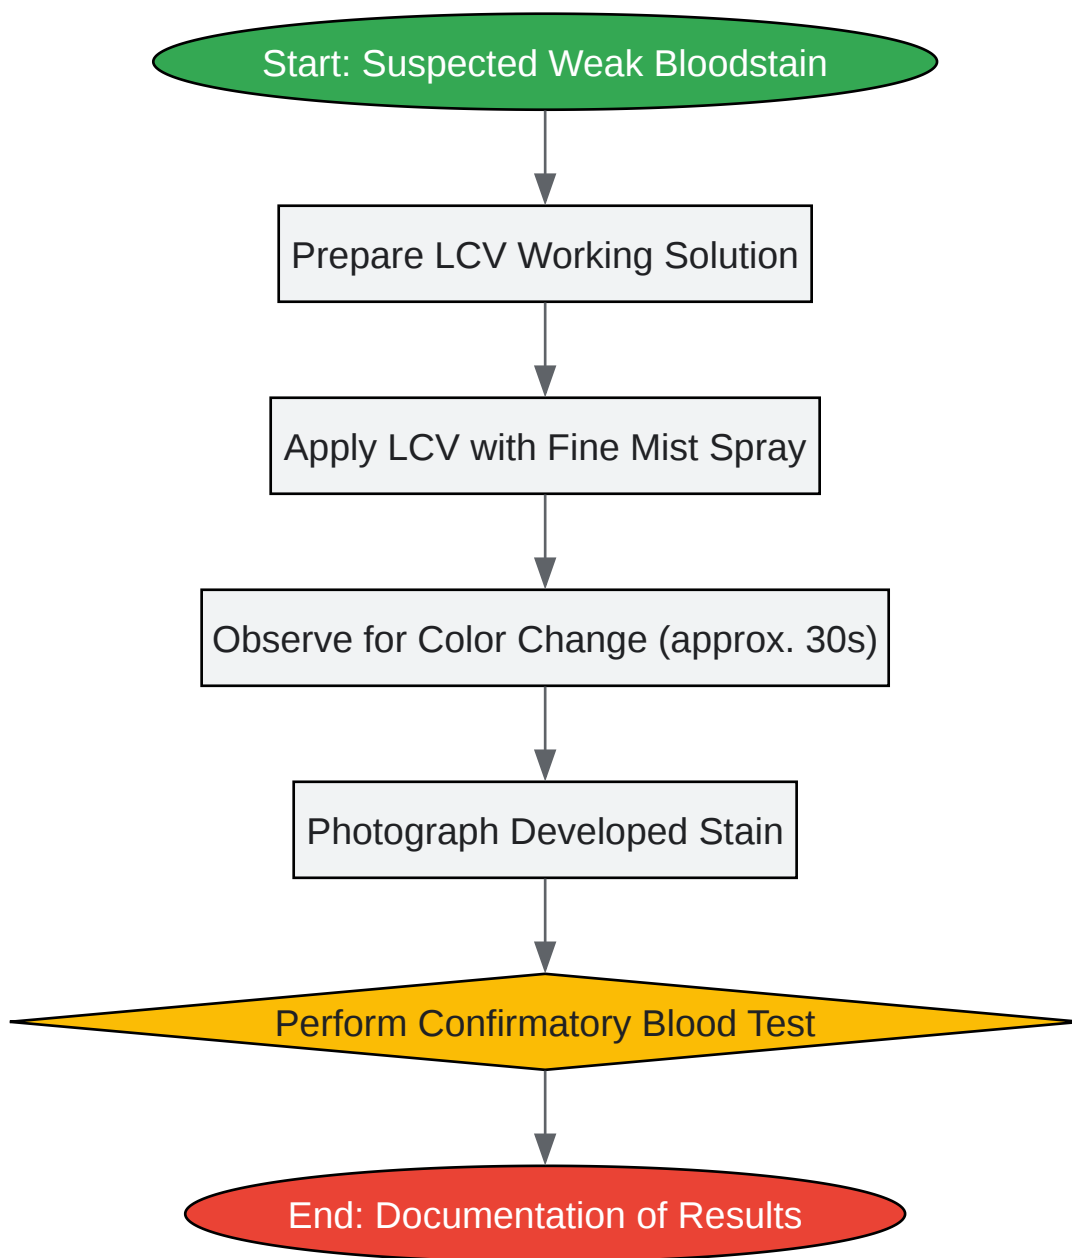 Start: Suspected Weak Bloodstain
Prepare LCV Working Solution
Apply LCV with Fine Mist Spray
Observe for Color Change (approx. 30s)
Photograph Developed Stain
Perform Confirmatory Blood Test
End: Documentation of Results